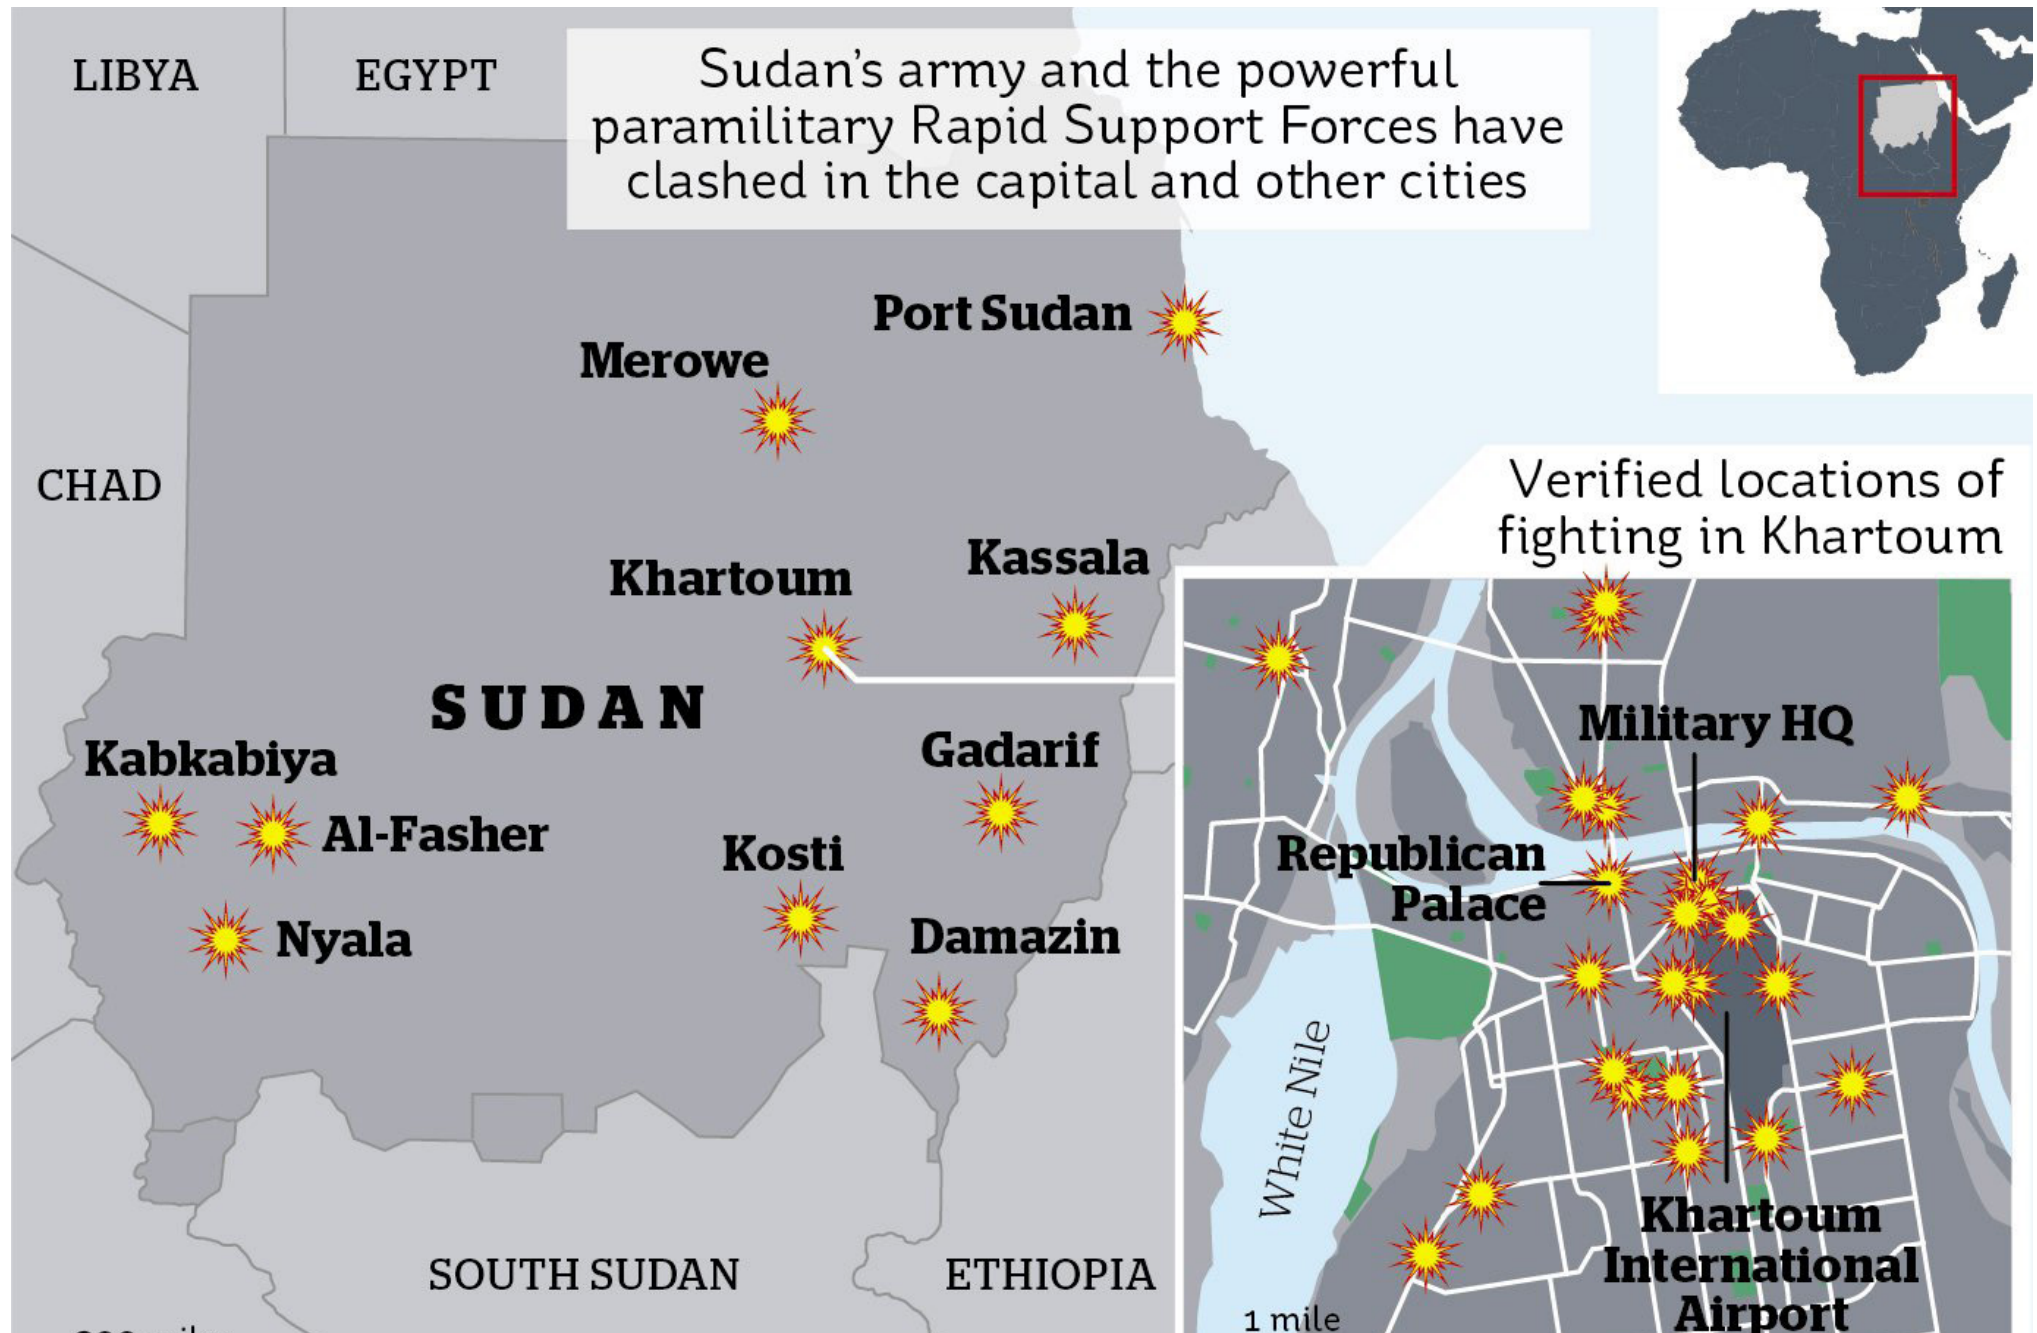 LIBYA
EGYPT
Sudan's army and the powerful
paramilitary Rapid Support Forces have
clashed in the capital and other cities
Port Sudan
Merowe
CHAD
Verified locations of
fighting in Khartoum
Kassala
Khartoum
SUDAN
Military HQ
Kabkabiya
Gadarif
Al-Fasher
Kosti
Republican
Palace
Nyala
Damazin
White Nile
Khartoum
International
Airport
SOUTH SUDAN
ETHIOPIA
1 mile